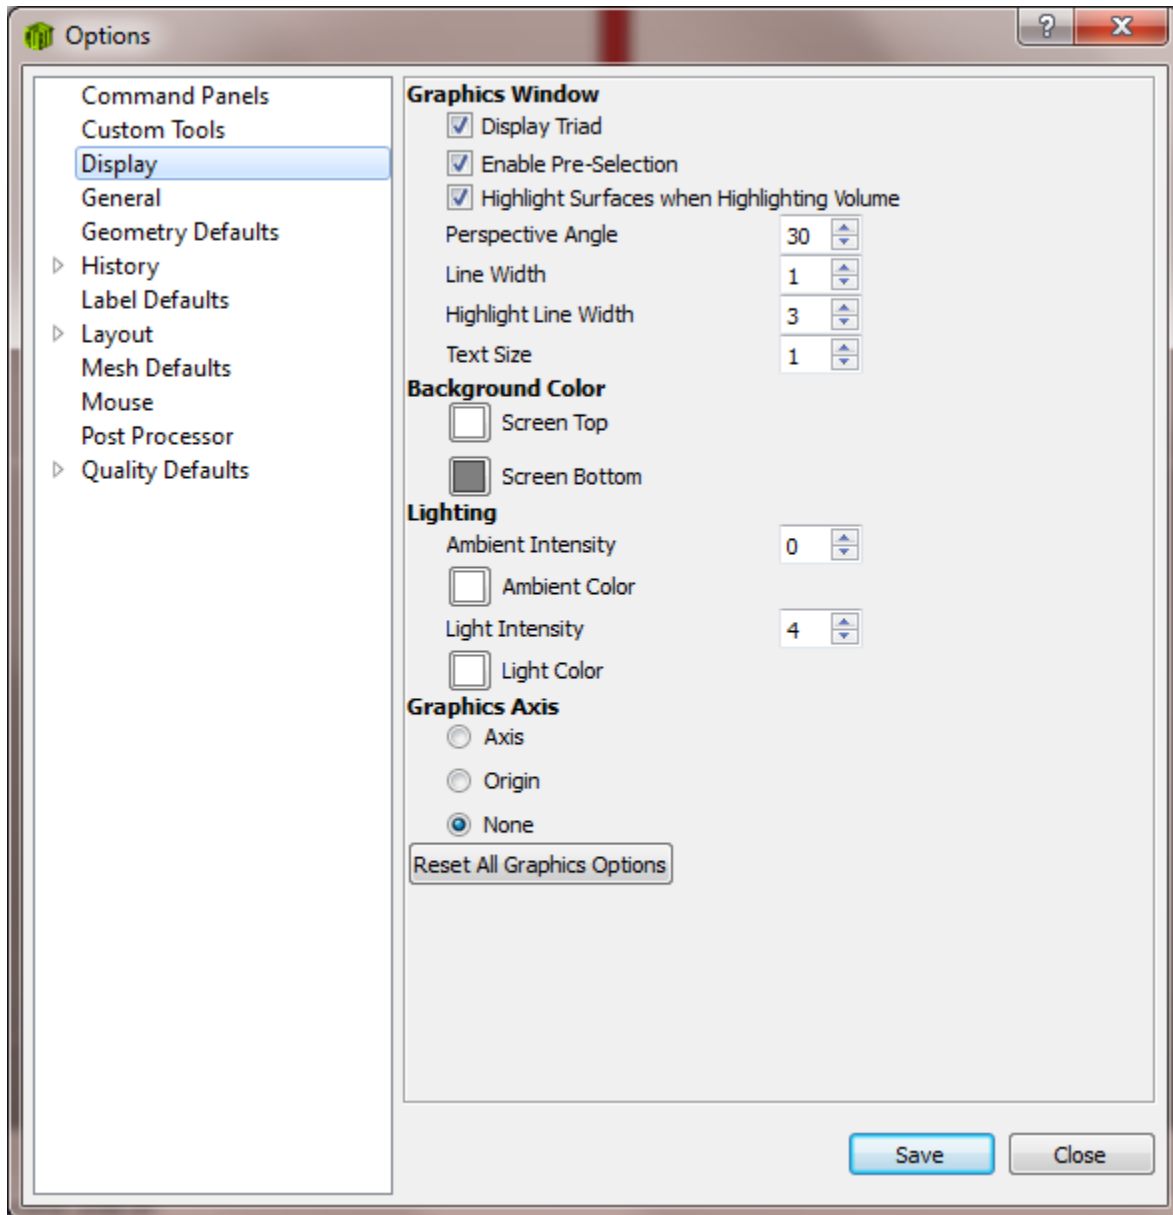 Options
Command Panels
Custom Tools
Display
General
Geometry Defaults
History
Label Defaults
Layout
Mesh Defaults
Mouse
Post Processor
Quality Defaults
Graphics Window
Display Triad
Enable Pre-Selection
Highlight Surfaces when Highlighting Volume
Perspective Angle 30
Line Width 1
Highlight Line Width 3
Text Size 1
Background Color
Screen Top
Screen Bottom
Lighting
Ambient Intensity 0
Ambient Color
Light Intensity 4
Light Color
Graphics Axis
Axis
Origin
None
Reset All Graphics Options
Save Close